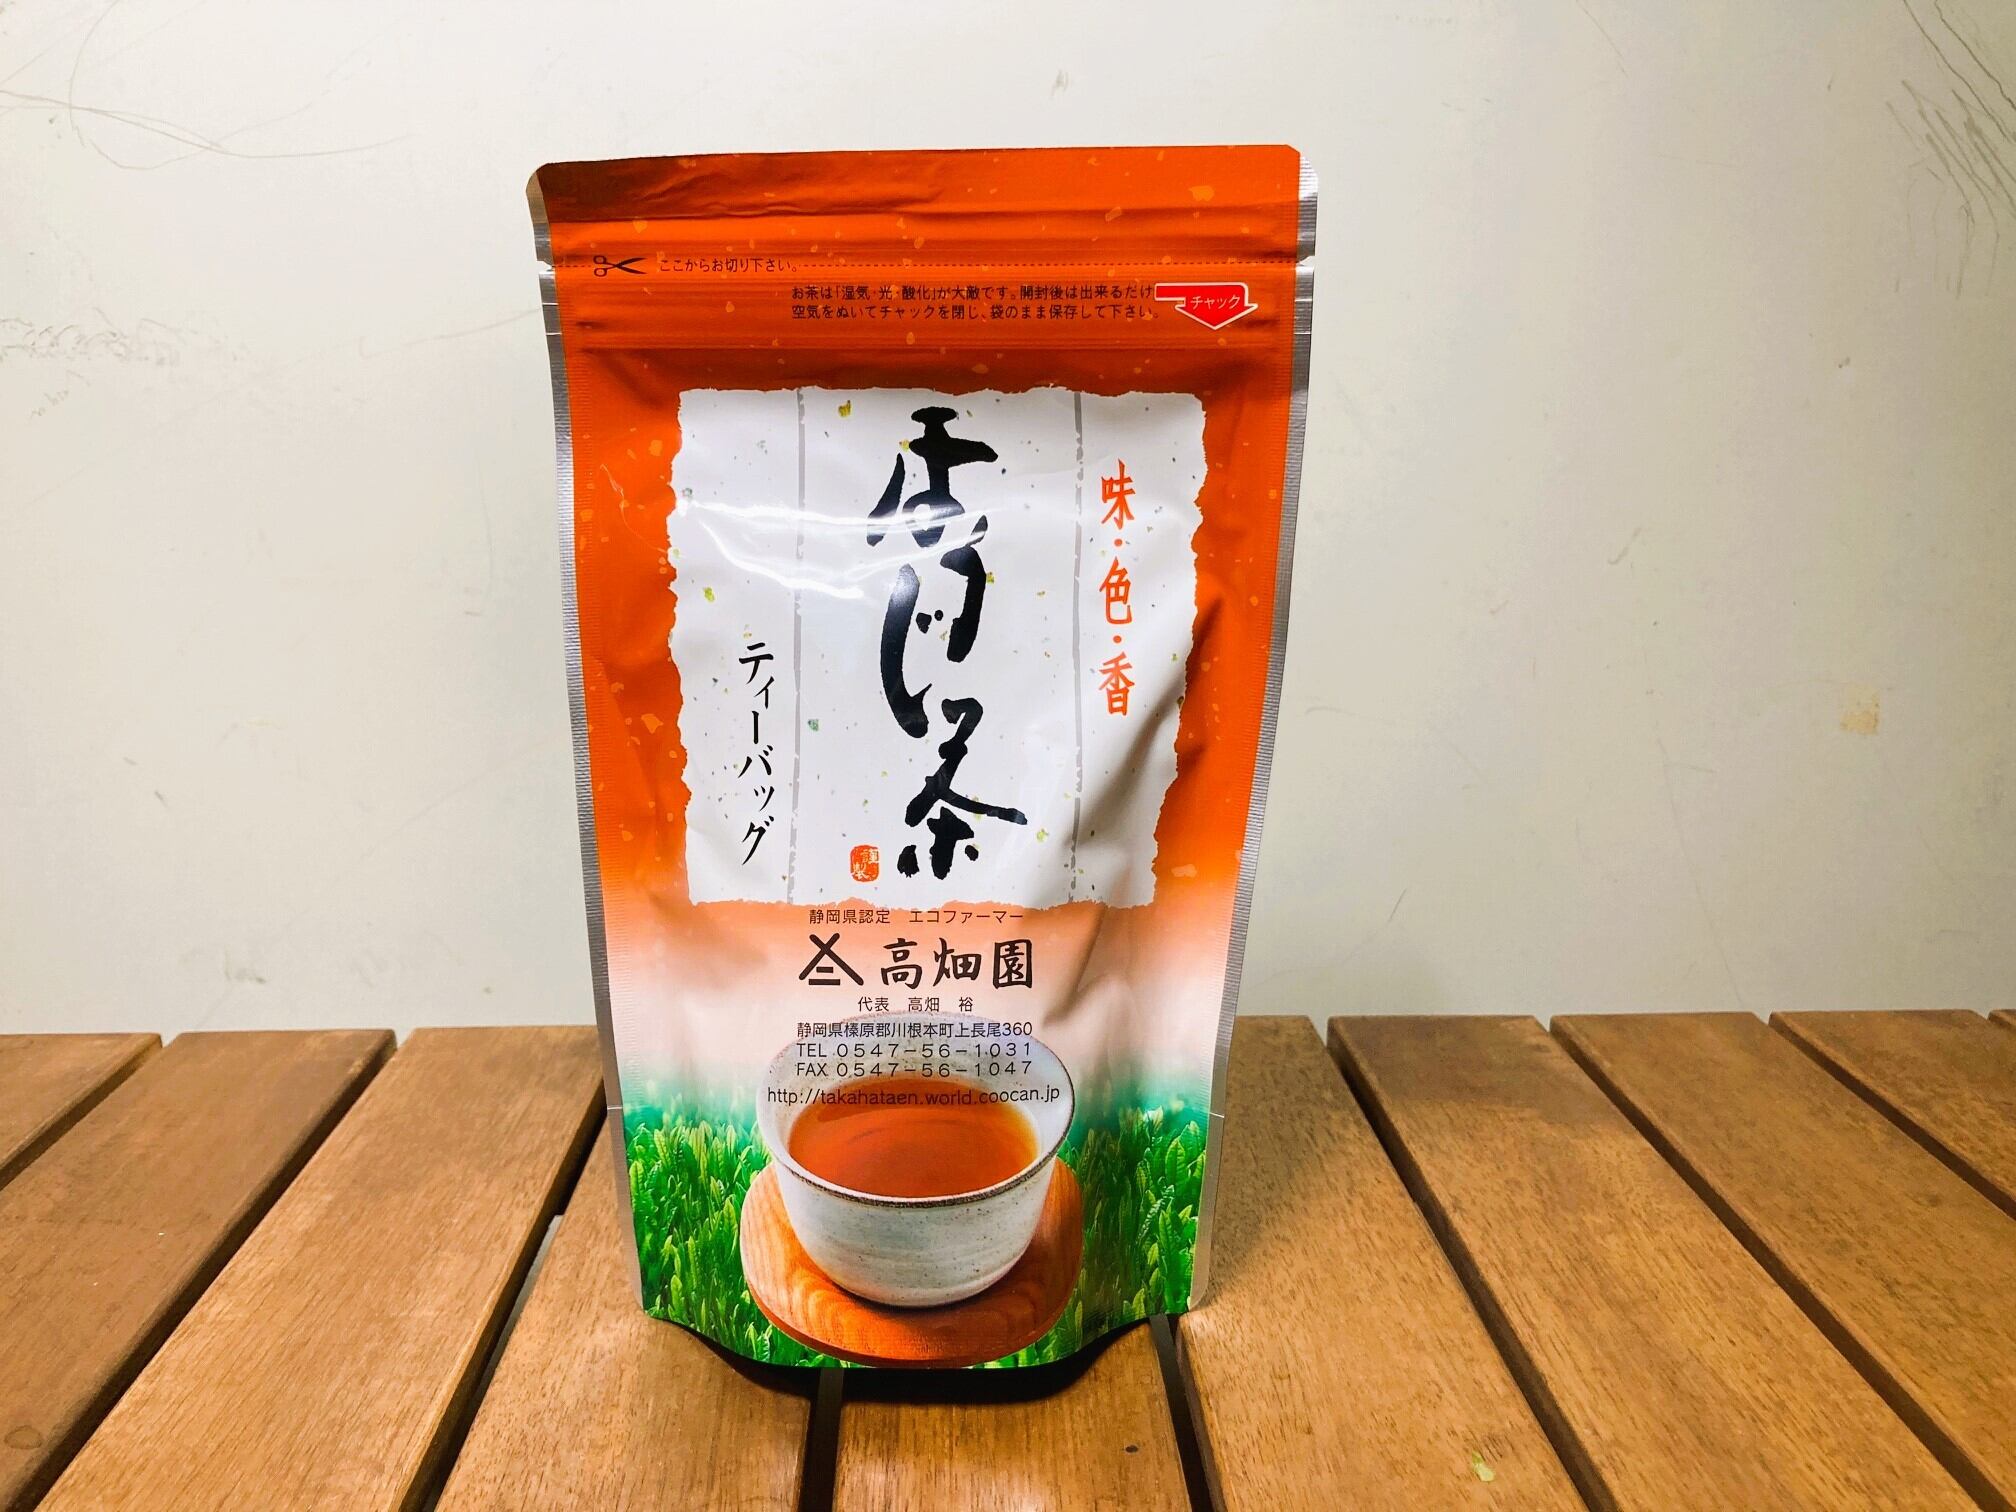 ここからお切り下さい。
お茶は「湿気・光・酸化」が大敵です。開封後は出来るだけ
空気をぬいてチャックを閉じ、袋のまま保存して下さい。
チャック
味・色・香
ほうじ茶
ティーバッグ
謹製
静岡県認定 エコファーマー
高畑園
代表 高畑 裕
静岡県榛原郡川根本町上長尾360
TEL 0547-56-1031
FAX 0547-56-1047
http://takahataen.world.coocan.jp